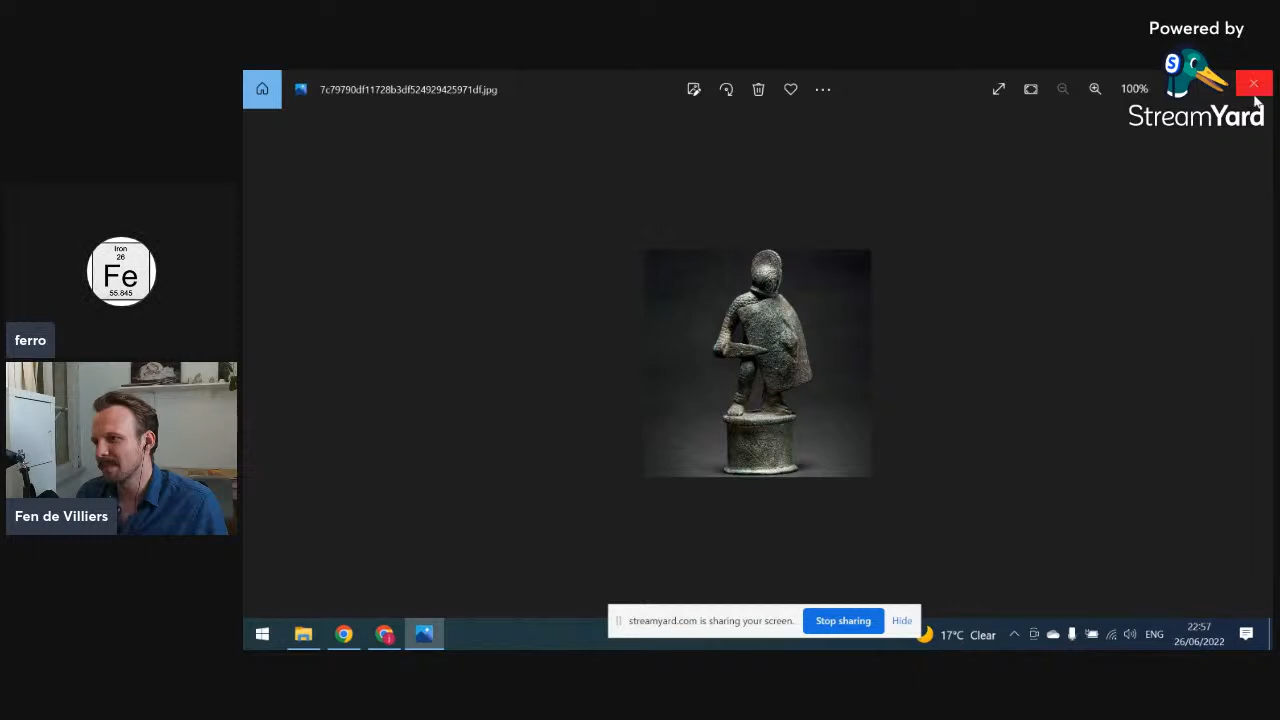 Powered by
StreamYard
7c79790df11728b3df524929425971df.jpg
100%
Iron
26
Fe
55.845
ferro
Fen de Villiers
streamyard.com is sharing your screen.
Stop sharing
Hide
17°C Clear
ENG
22:57
26/06/2022